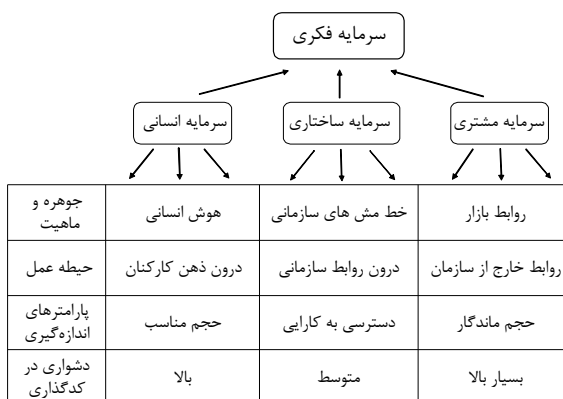 سرمایه فکری
سرمایه مشتری
سرمایه ساختاری
سرمایه انسانی
روابط بازار
خط مش های سازمانی
هوش انسانی
جوهره و
ماهیت
روابط خارج از سازمان
درون روابط سازمانی
درون ذهن کارکنان
حیطه عمل
حجم ماندگار
دسترسی به کارایی
حجم مناسب
پارامترهای
اندازه‌گیری
بسیار بالا
متوسط
بالا
دشواری در
کدگذاری